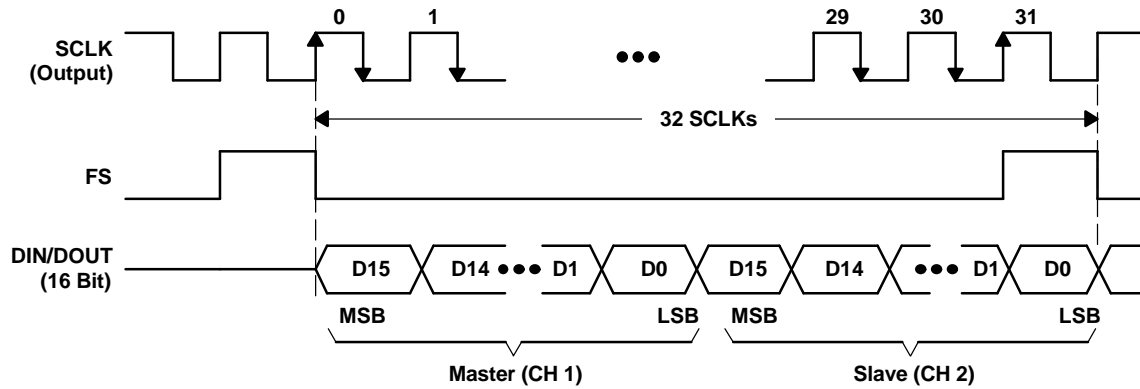 0 1 29 30 31
SCLK
(Output)
32 SCLKs
FS
DIN/DOUT
(16 Bit)
D15 D14 D1 D0 D15 D14 D1 D0
MSB LSB MSB LSB
Master (CH 1) Slave (CH 2)